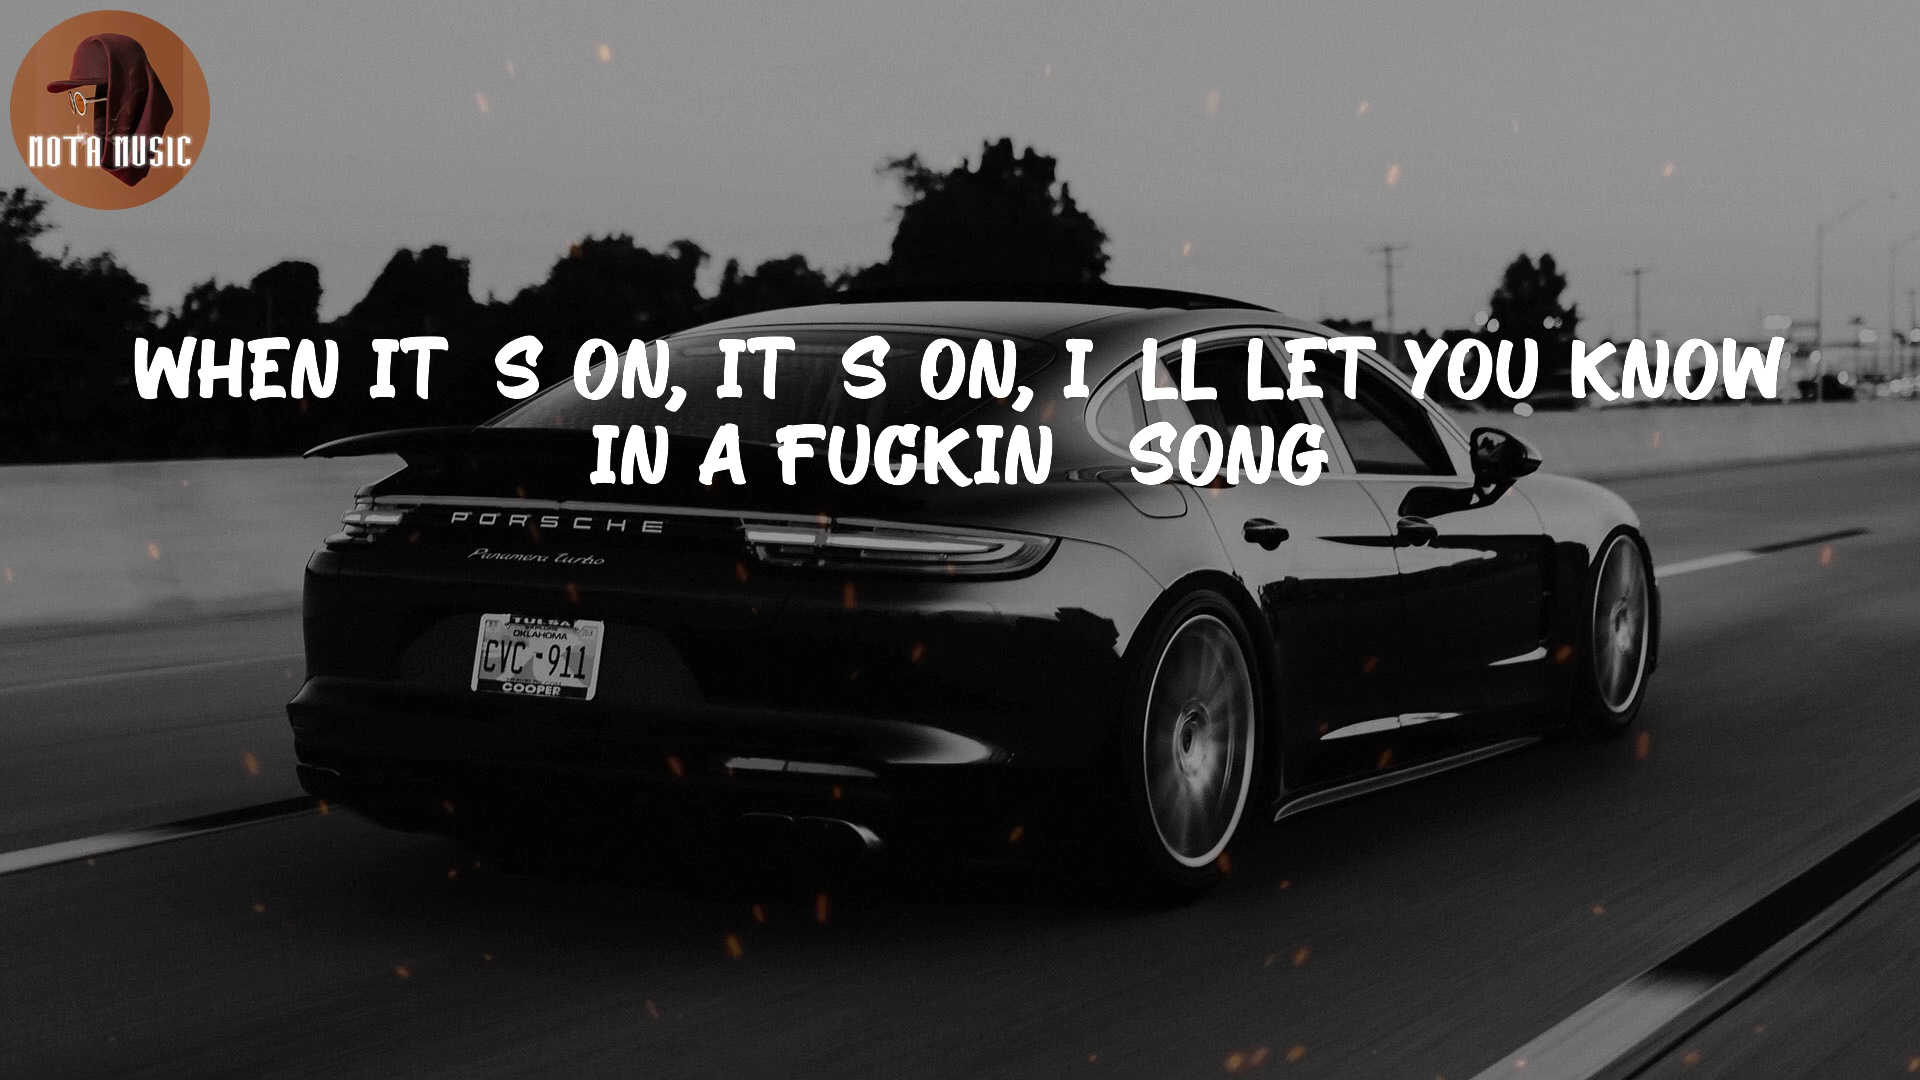 MOTA MUSIC
WHEN IT S ON, IT S ON, I LL LET YOU KNOW
IN A FUCKIN SONG
PORSCHE
Panamera turbo
TULSA
OKLAHOMA
CVC-911
COOPER